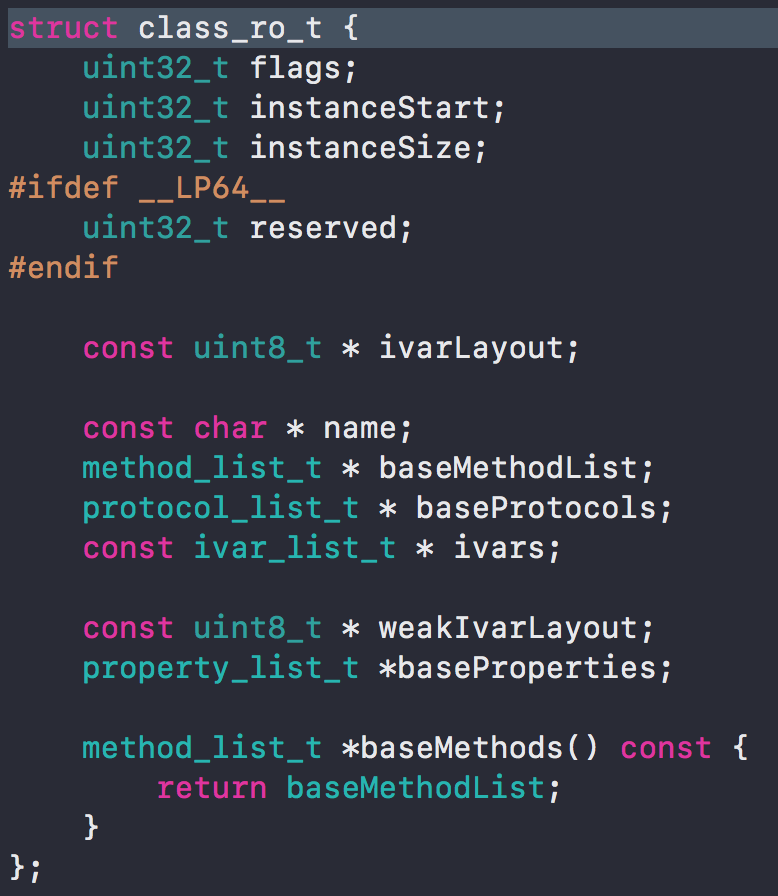 struct class_ro_t {
    uint32_t flags;
    uint32_t instanceStart;
    uint32_t instanceSize;
#ifdef __LP64__
    uint32_t reserved;
#endif

    const uint8_t * ivarLayout;

    const char * name;
    method_list_t * baseMethodList;
    protocol_list_t * baseProtocols;
    const ivar_list_t * ivars;

    const uint8_t * weakIvarLayout;
    property_list_t *baseProperties;

    method_list_t *baseMethods() const {
        return baseMethodList;
    }
};